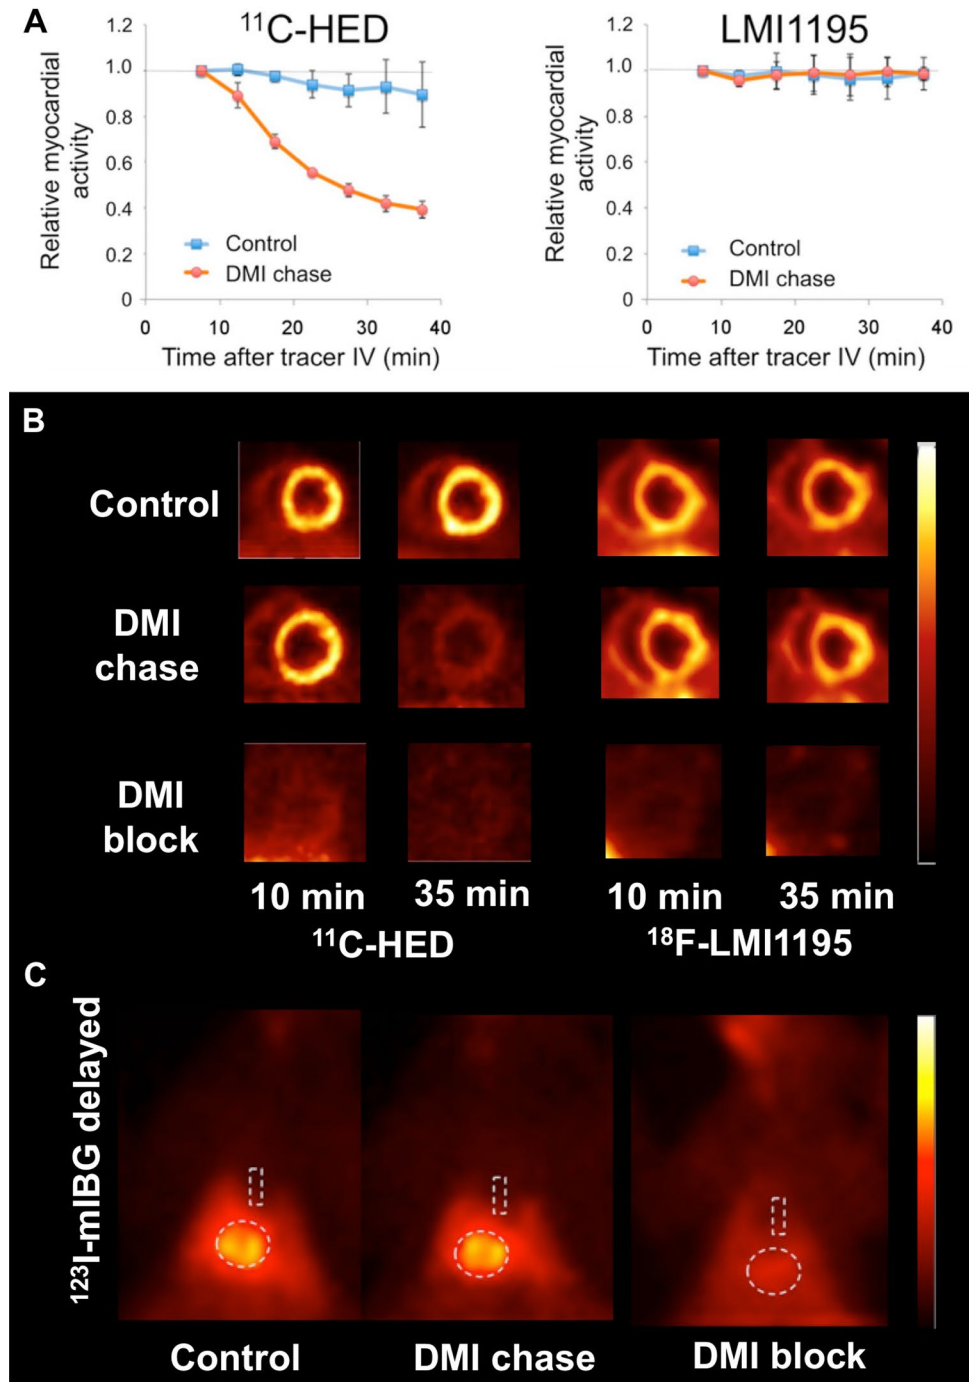 A
¹¹C-HED
LMI1195
Relative myocardial
activity
1.2
1.0
0.8
0.6
0.4
0.2
0
Control
DMI chase
0 10 20 30 40
Time after tracer IV (min)
Relative myocardial
activity
1.2
1.0
0.8
0.6
0.4
0.2
0
Control
DMI chase
0 10 20 30 40
Time after tracer IV (min)
B
Control
DMI
chase
DMI
block
10 min 35 min 10 min 35 min
¹¹C-HED ¹⁸F-LMI1195
C
¹²³I-mIBG delayed
Control DMI chase DMI block